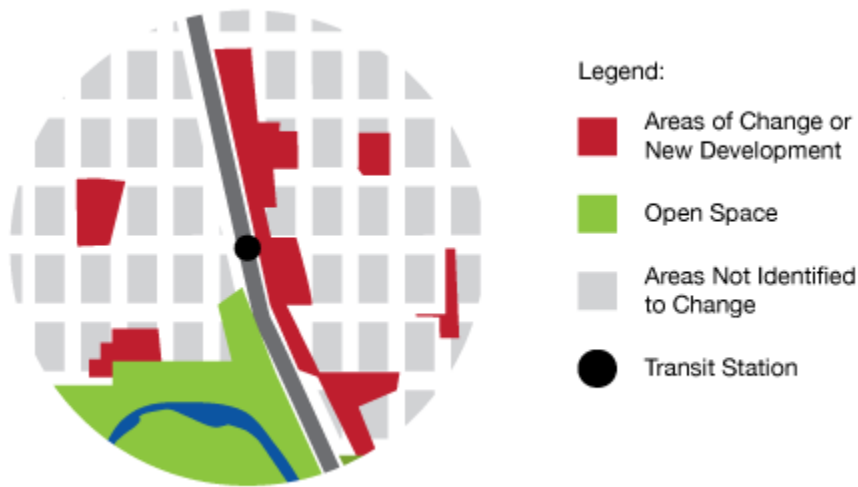 Legend:
Areas of Change or
New Development
Open Space
Areas Not Identified
to Change
Transit Station